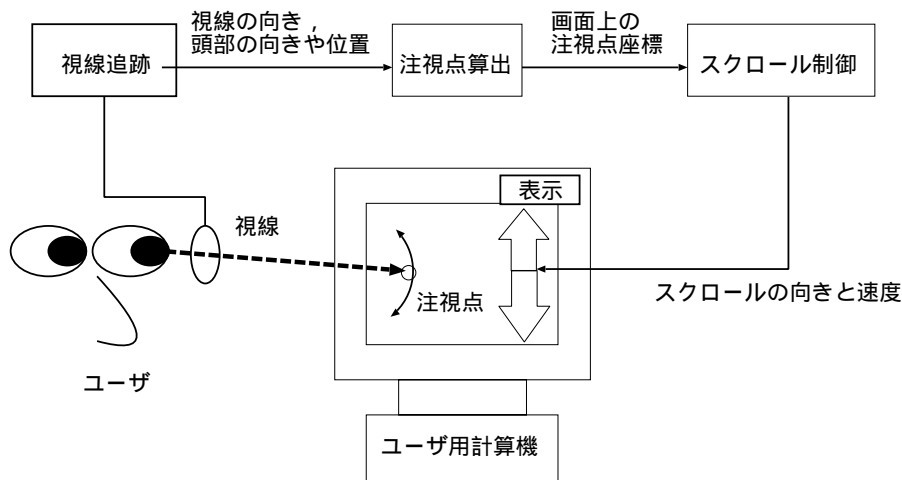 視線の向き，
頭部の向きや位置
画面上の
注視点座標
視線追跡
注視点算出
スクロール制御
表示
視線
注視点
スクロールの向きと速度
ユーザ
ユーザ用計算機